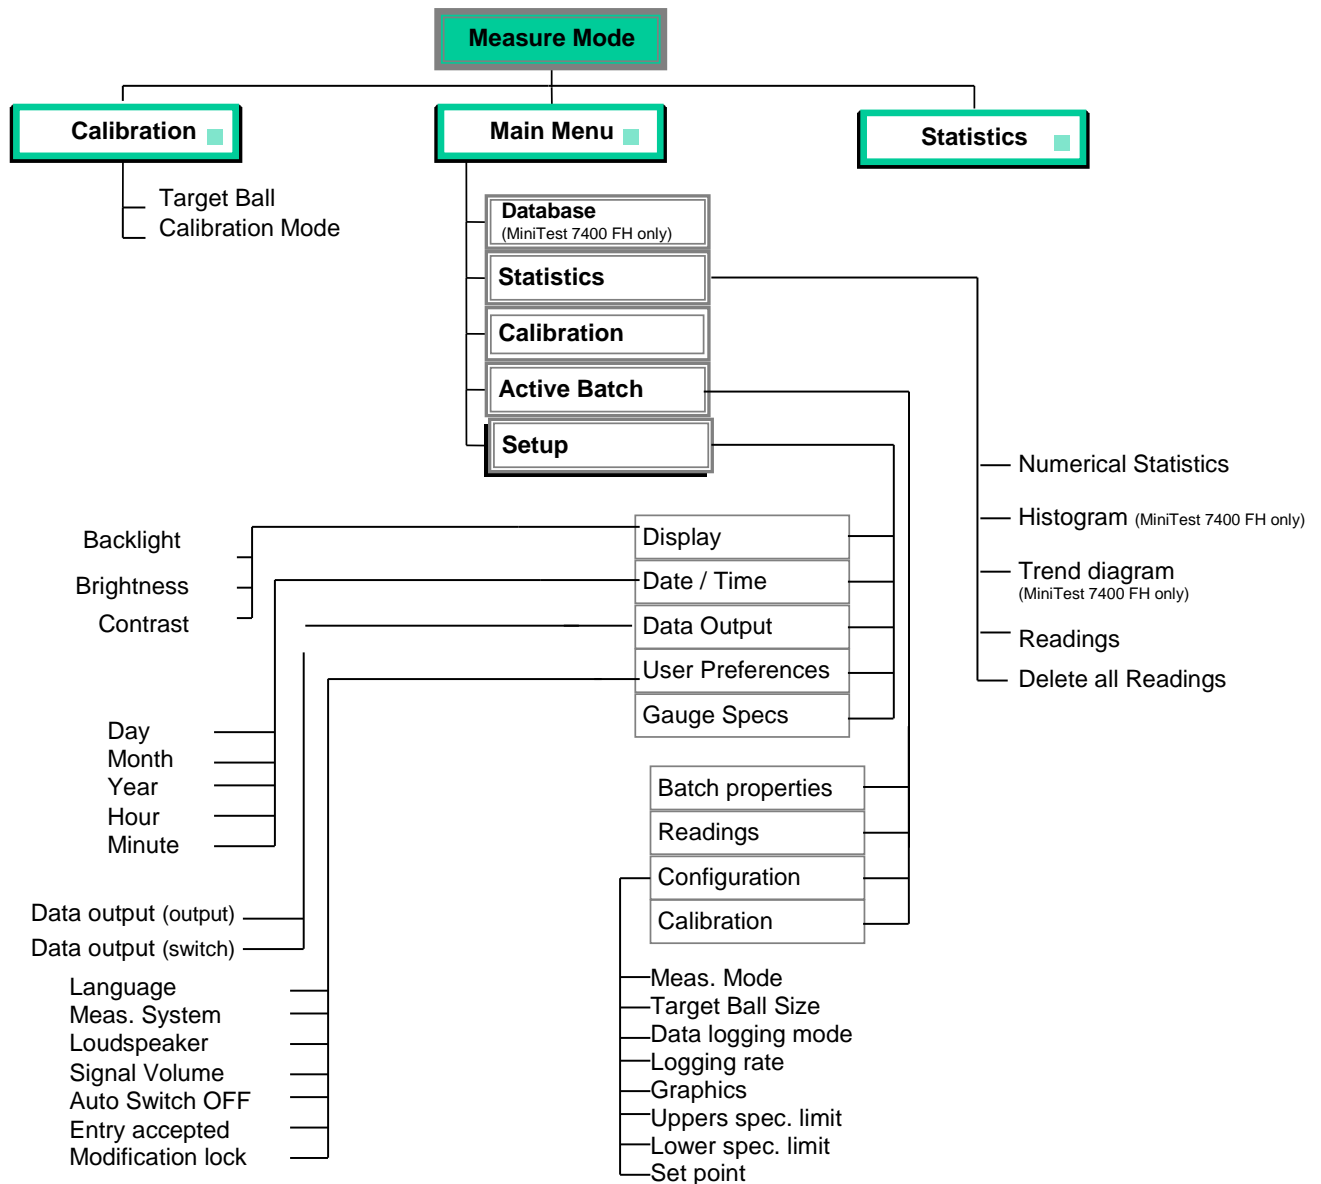 Measure Mode
Calibration
Main Menu
Statistics
Target Ball
Calibration Mode
Database
(MiniTest 7400 FH only)
Statistics
Calibration
Active Batch
Setup
Numerical Statistics
Histogram (MiniTest 7400 FH only)
Trend diagram
(MiniTest 7400 FH only)
Readings
Delete all Readings
Display
Date / Time
Data Output
User Preferences
Gauge Specs
Backlight
Brightness
Contrast
Day
Month
Year
Hour
Minute
Data output (output)
Data output (switch)
Language
Meas. System
Loudspeaker
Signal Volume
Auto Switch OFF
Entry accepted
Modification lock
Batch properties
Readings
Configuration
Calibration
Meas. Mode
Target Ball Size
Data logging mode
Logging rate
Graphics
Uppers spec. limit
Lower spec. limit
Set point